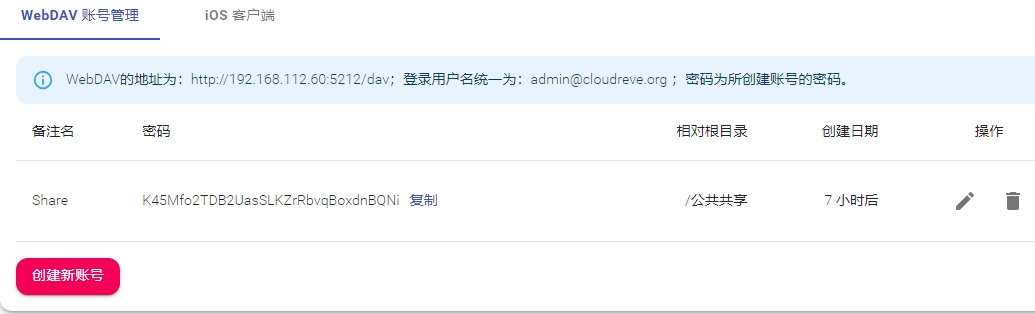 WebDAV 账号管理 iOS 客户端
WebDAV的地址为：http://192.168.112.60:5212/dav；登录用户名统一为：admin@cloudreve.org ；密码为所创建账号的密码。
备注名 密码 相对根目录 创建日期 操作
Share K45Mfo2TDB2UasSLKZrRbvqBoxdnBQNi 复制 /公共共享 7 小时后
创建新账号